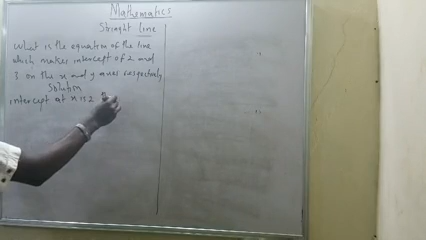 Mathematics
Straight line
What is the equation of the line
which makes intercept of 2 and
3 on the x and y axes respectively
Solution
intercept at x is 2